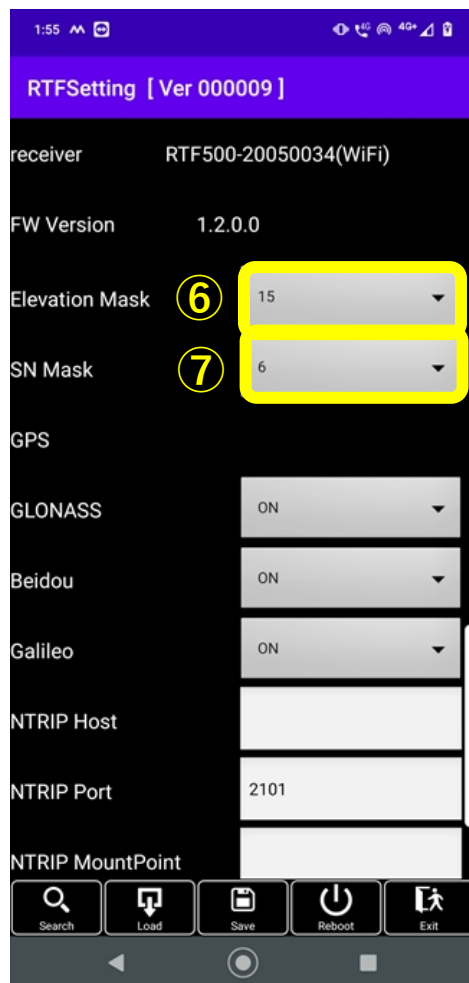 1:55 4G 4G+
RTFSetting [ Ver 000009 ]
receiver RTF500-20050034(WiFi)
FW Version 1.2.0.0
Elevation Mask ⑥ 15
SN Mask ⑦ 6
GPS
GLONASS ON
Beidou ON
Galileo ON
NTRIP Host
NTRIP Port 2101
NTRIP MountPoint
Search Load Save Reboot Exit